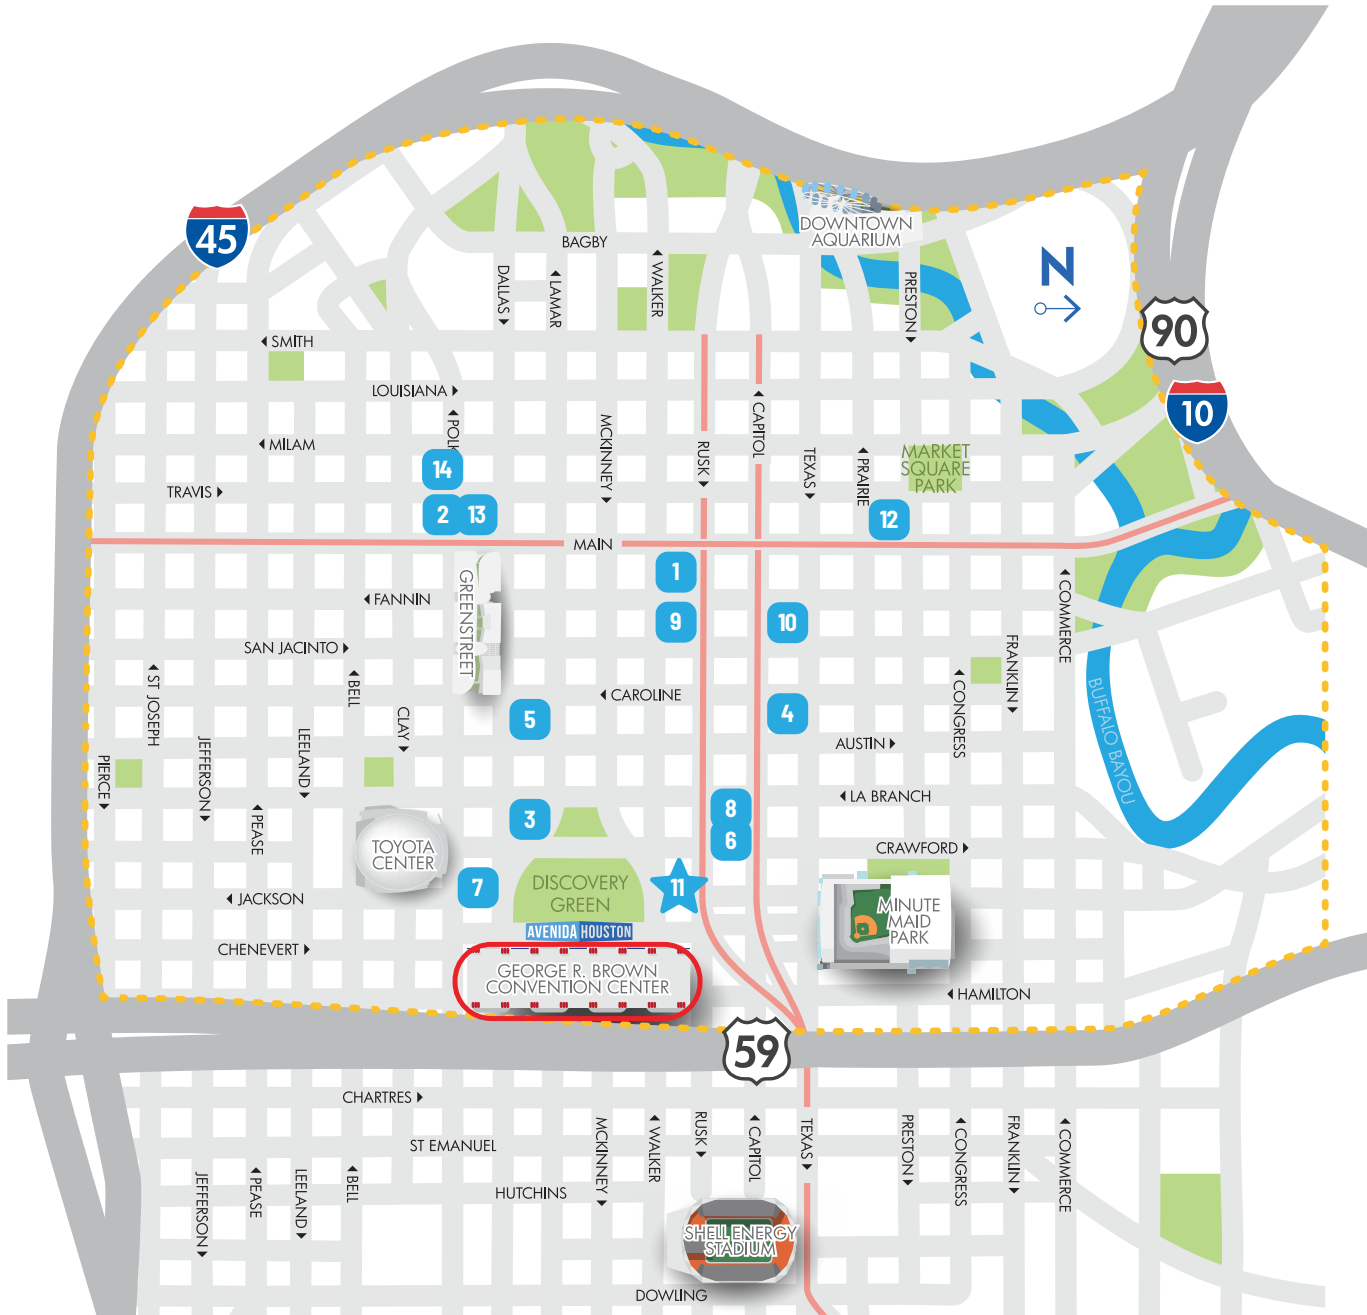 45
DOWNTOWN
AQUARIUM
N
BAGBY
DALLAS
LAMAR
WALKER
PRESTON
90
SMITH
10
LOUISIANA
POLK
MILAM
MCKINNEY
RUSK
CAPITOL
TEXAS
PRAIRIE
MARKET
SQUARE
PARK
14
TRAVIS
2
13
12
MAIN
1
GREENSTREET
FANNIN
COMMERCE
9
10
SAN JACINTO
FRANKLIN
ST JOSEPH
BELL
CAROLINE
CONGRESS
BUFFALO BAYOU
5
4
CLAY
JEFFERSON
LEELAND
AUSTIN
PIERCE
PEASE
LA BRANCH
8
3
6
TOYOTA
CENTER
CRAWFORD
7
DISCOVERY
GREEN
11
JACKSON
MINUTE
MAID
PARK
AVENIDA HOUSTON
CHENEVERT
GEORGE R. BROWN
CONVENTION CENTER
HAMILTON
59
CHARTRES
ST EMANUEL
MCKINNEY
WALKER
RUSK
CAPITOL
TEXAS
PRESTON
CONGRESS
FRANKLIN
COMMERCE
JEFFERSON
PEASE
LEELAND
BELL
HUTCHINS
SHELL ENERGY
STADIUM
DOWLING